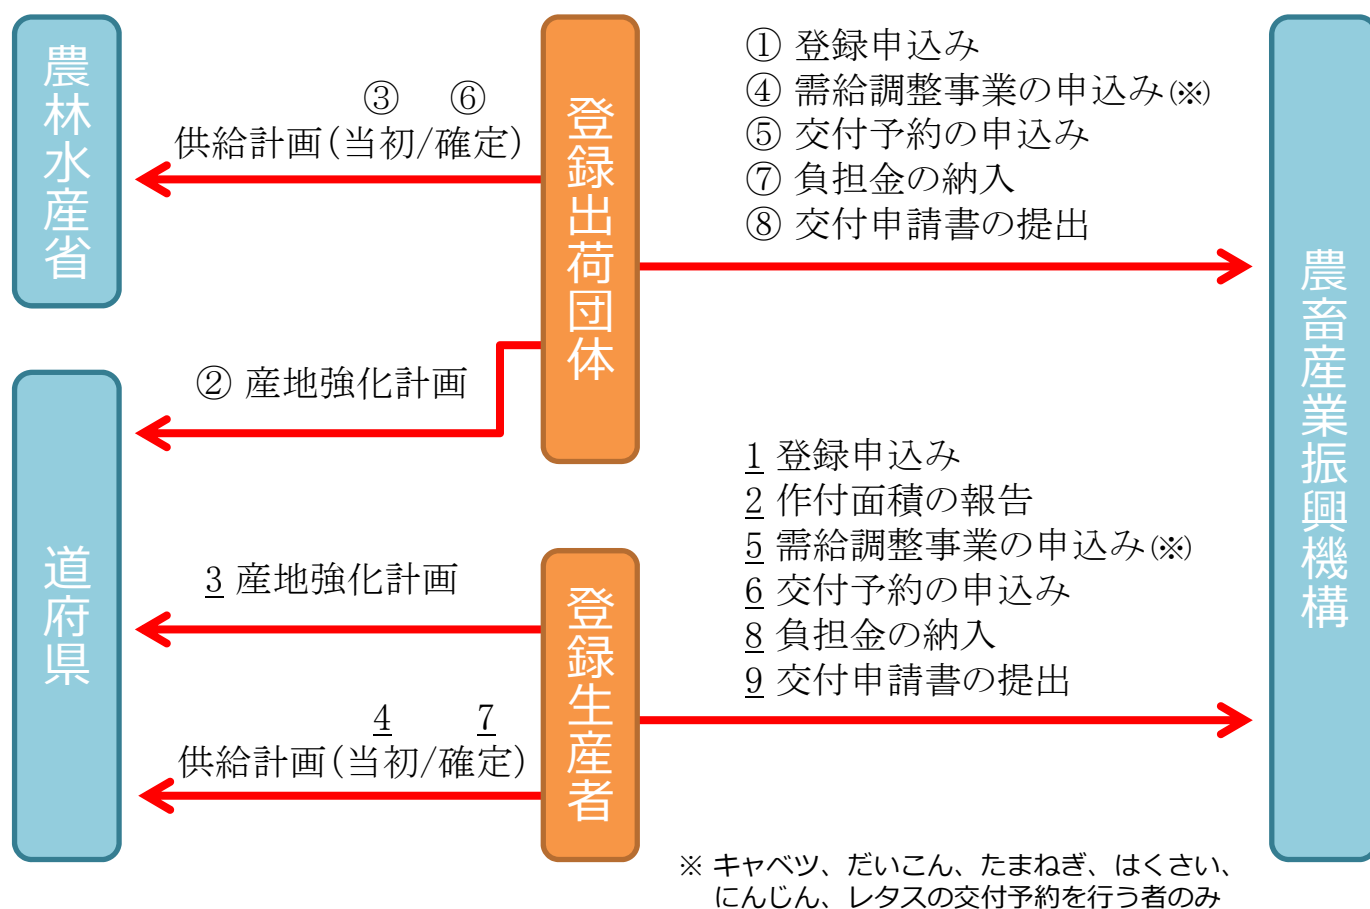 農林水産省
③ ⑥
供給計画(当初/確定)
登録出荷団体
① 登録申込み
④ 需給調整事業の申込み(※)
⑤ 交付予約の申込み
⑦ 負担金の納入
⑧ 交付申請書の提出
農畜産業振興機構
② 産地強化計画
道府県
3 産地強化計画
4 7
供給計画(当初/確定)
登録生産者
1 登録申込み
2 作付面積の報告
5 需給調整事業の申込み(※)
6 交付予約の申込み
8 負担金の納入
9 交付申請書の提出
※ キャベツ、だいこん、たまねぎ、はくさい、
にんじん、レタスの交付予約を行う者のみ